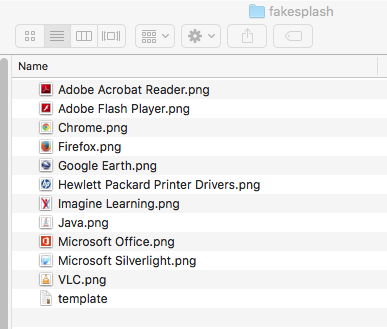 fakesplash
Name
Adobe Acrobat Reader.png
Adobe Flash Player.png
Chrome.png
Firefox.png
Google Earth.png
Hewlett Packard Printer Drivers.png
Imagine Learning.png
Java.png
Microsoft Office.png
Microsoft Silverlight.png
VLC.png
template